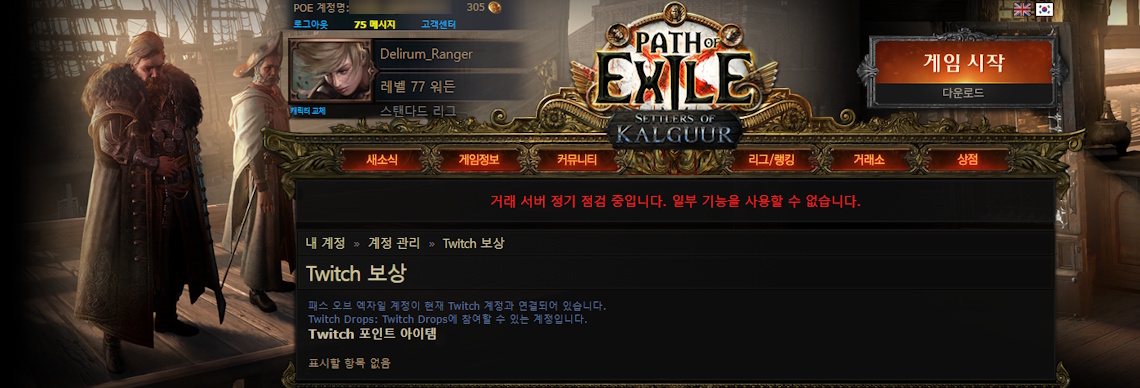 POE 계정명: 305
로그아웃 75 메시지 고객센터
Delirum_Ranger
레벨 77 워든
캐릭터 교체 스탠다드 리그
PATH OF
EXILE
SETTLERS OF
KALGUUR
게임 시작
다운로드
새소식 게임정보 커뮤니티 리그/랭킹 거래소 상점
거래 서버 정기 점검 중입니다. 일부 기능을 사용할 수 없습니다.
내 계정 » 계정 관리 » Twitch 보상
Twitch 보상
패스 오브 엑자일 계정이 현재 Twitch 계정과 연결되어 있습니다.
Twitch Drops: Twitch Drops에 참여할 수 있는 계정입니다.
Twitch 포인트 아이템
표시할 항목 없음